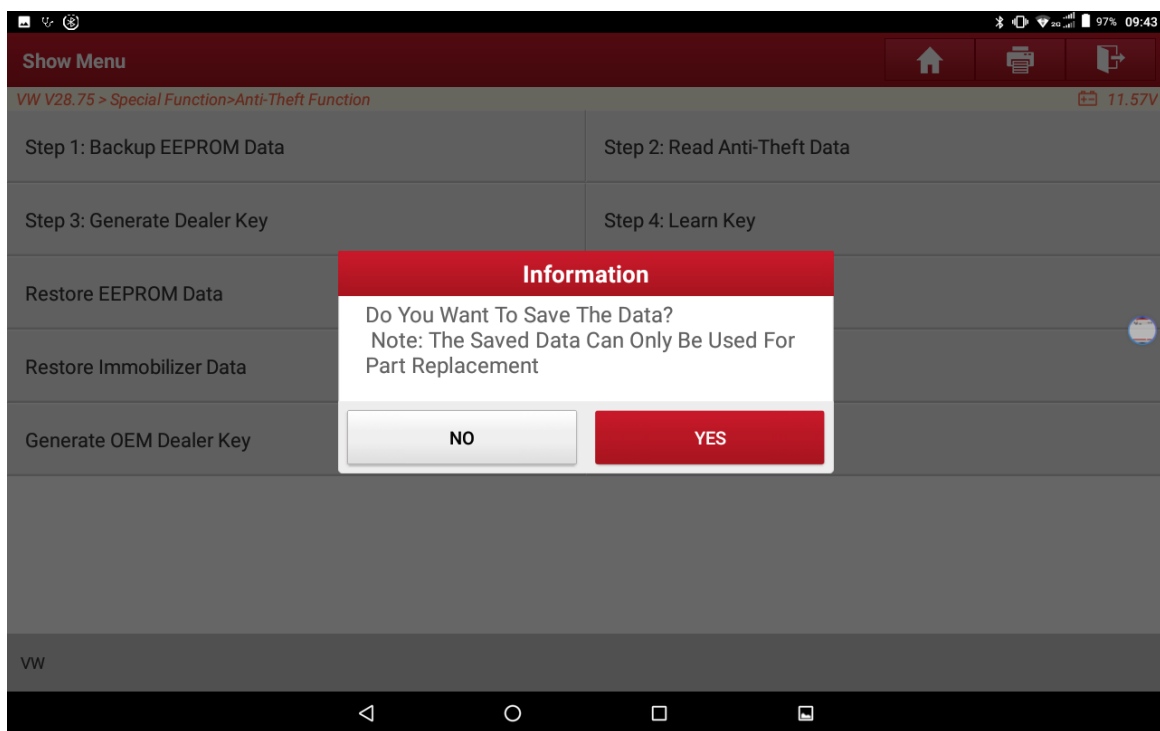 2G 97% 09:43
Show Menu
VW V28.75 > Special Function>Anti-Theft Function 11.57V
Step 1: Backup EEPROM Data
Step 2: Read Anti-Theft Data
Step 3: Generate Dealer Key
Step 4: Learn Key
Restore EEPROM Data
Restore Immobilizer Data
Generate OEM Dealer Key
Information
Do You Want To Save The Data?
Note: The Saved Data Can Only Be Used For
Part Replacement
NO
YES
VW